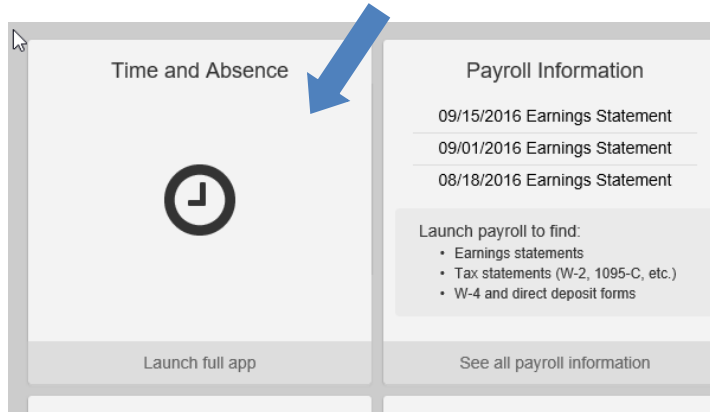 Time and Absence
Launch full app
Payroll Information
09/15/2016 Earnings Statement
09/01/2016 Earnings Statement
08/18/2016 Earnings Statement
Launch payroll to find:
• Earnings statements
• Tax statements (W-2, 1095-C, etc.)
• W-4 and direct deposit forms
See all payroll information